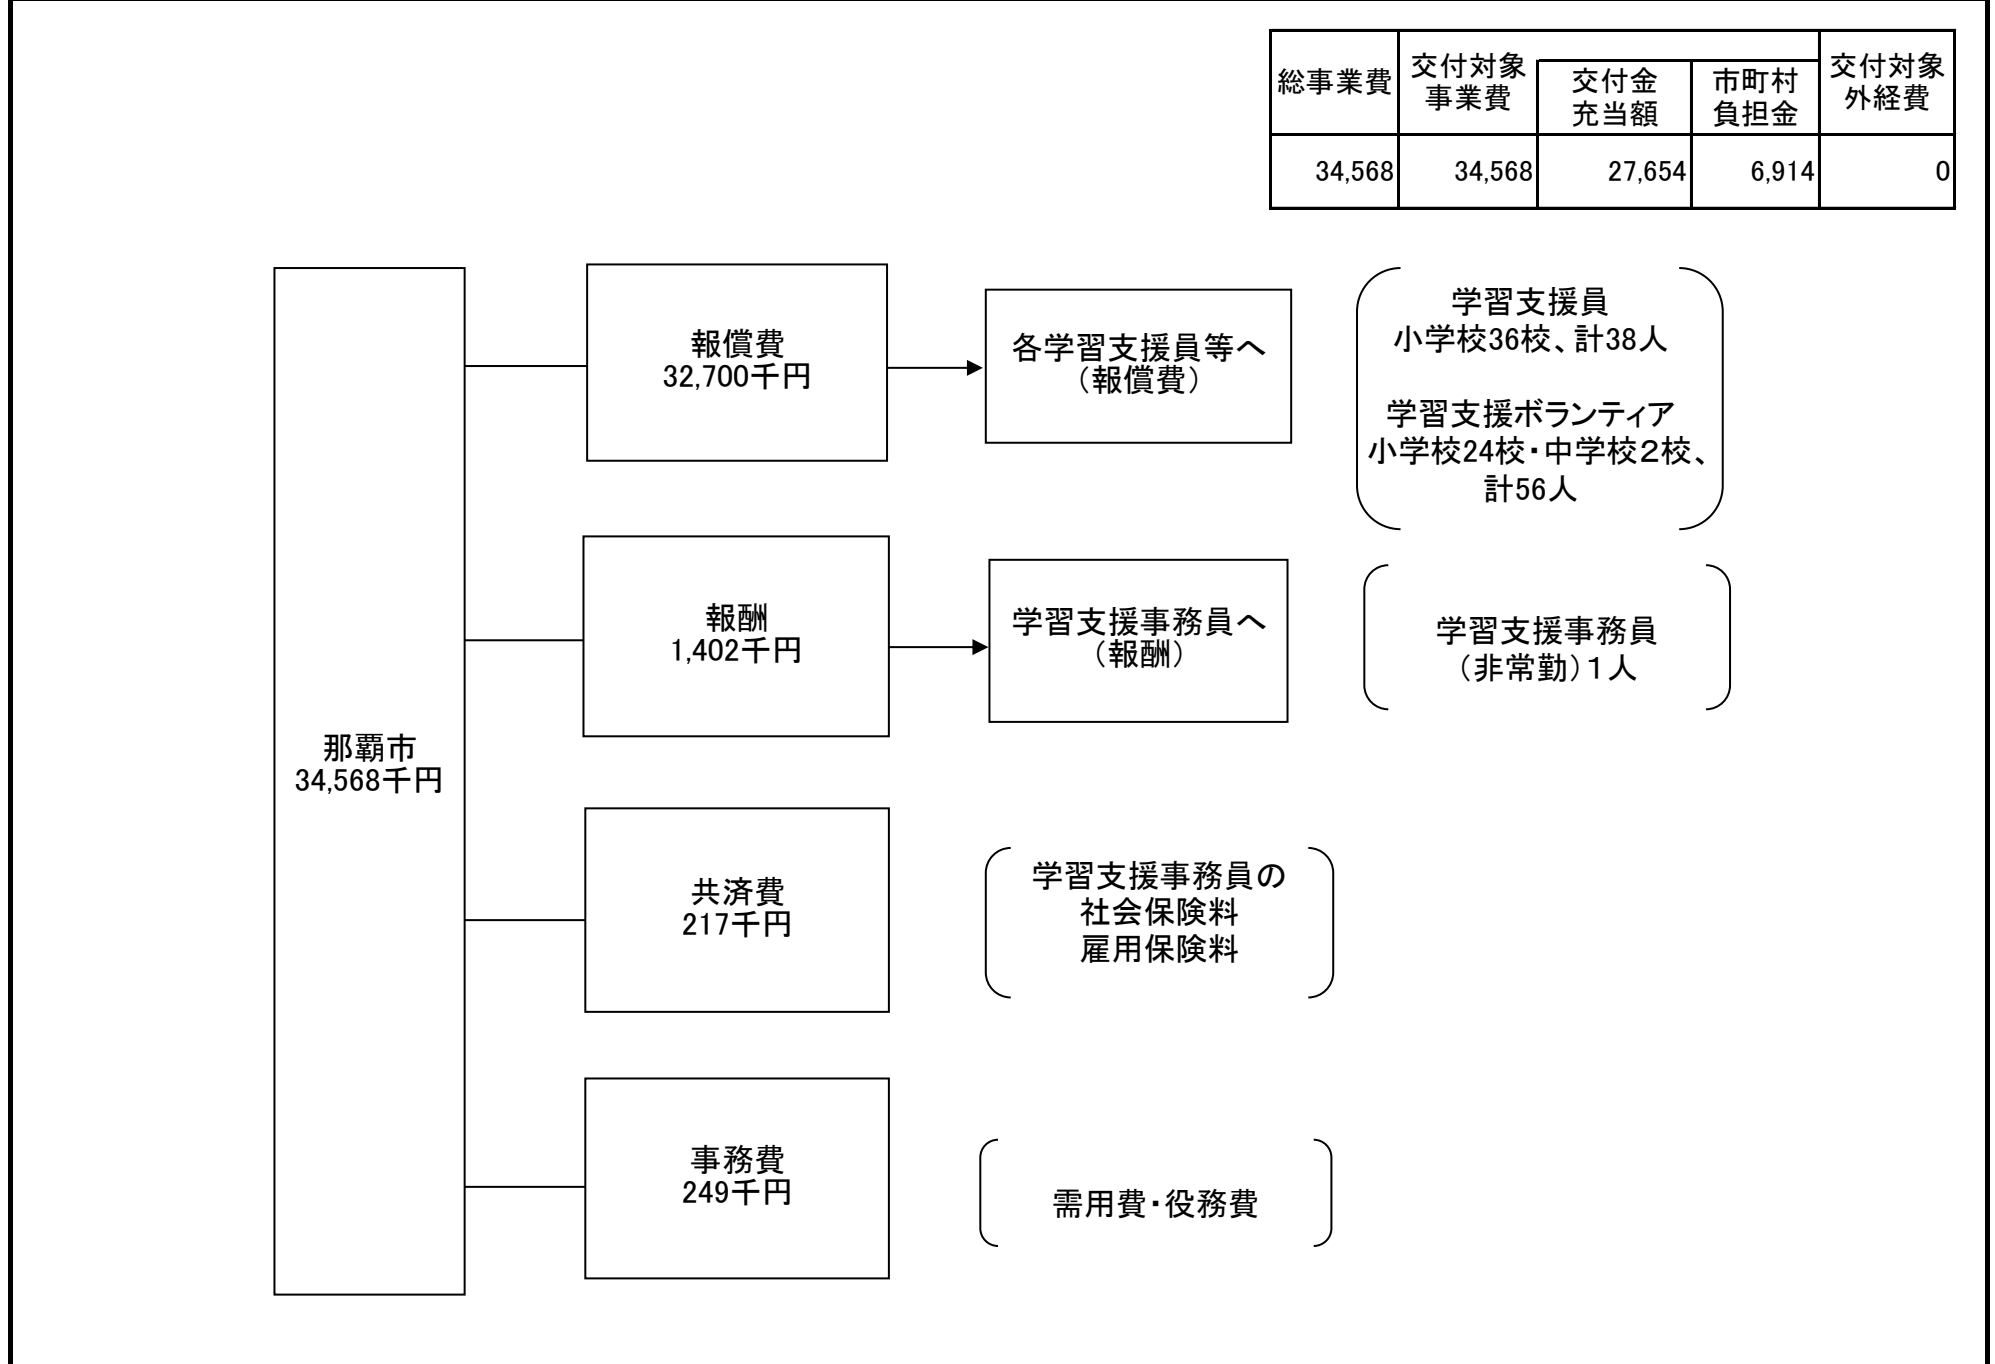 総事業費
交付対象
事業費
交付金
充当額
市町村
負担金
交付対象
外経費
34,568
34,568
27,654
6,914
0
那覇市
34,568千円
報償費
32,700千円
各学習支援員等へ
（報償費）
学習支援員
小学校36校、計38人
学習支援ボランティア
小学校24校・中学校２校、
計56人
報酬
1,402千円
学習支援事務員へ
（報酬）
学習支援事務員
（非常勤）１人
共済費
217千円
学習支援事務員の
社会保険料
雇用保険料
事務費
249千円
需用費・役務費